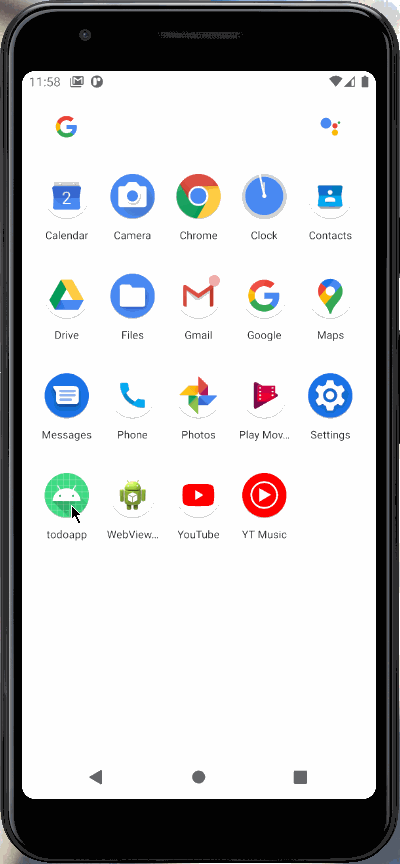 11:58
2
Calendar Camera Chrome Clock Contacts
Drive Files Gmail Google Maps
Messages Phone Photos Play Mov... Settings
todoapp WebView... YouTube YT Music